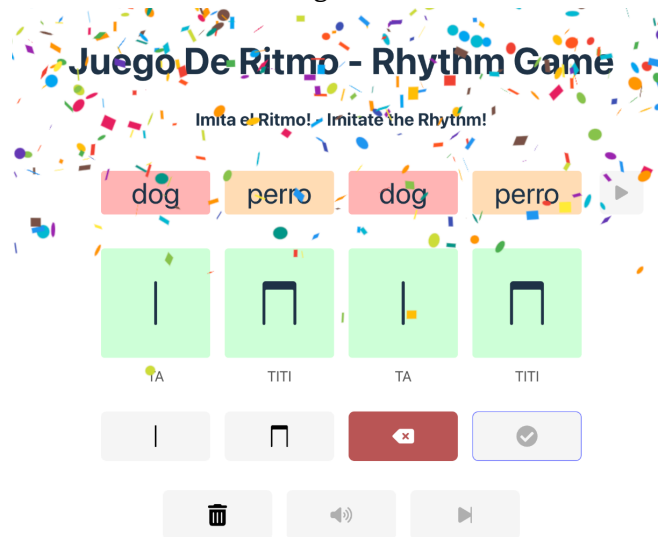 Juego De Ritmo - Rhythm Game
Imita el Ritmo! - Imitate the Rhythm!
dog perro dog perro
TA TITI TA TITI